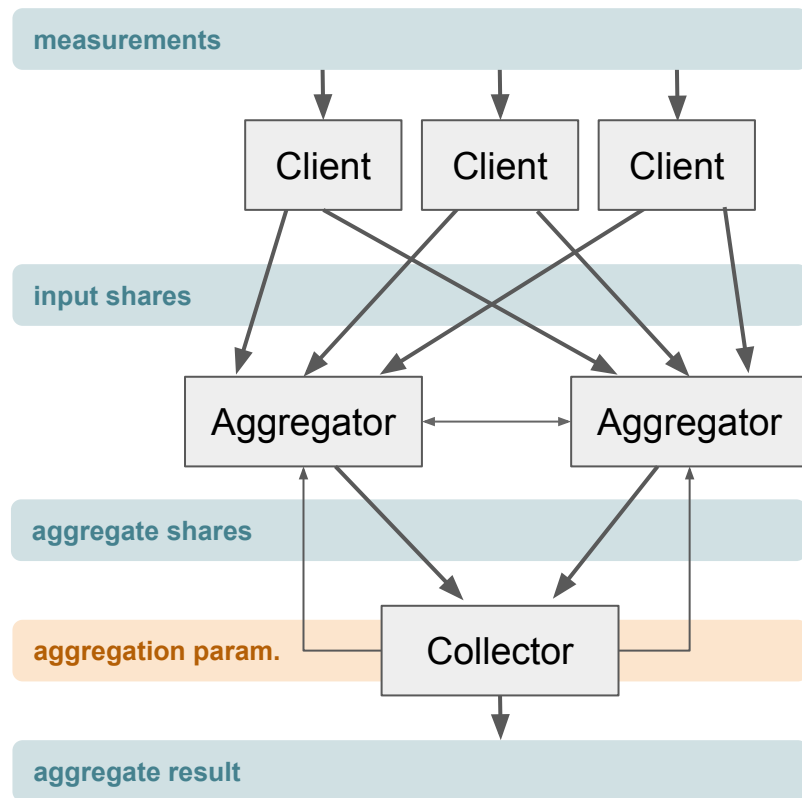 measurements
Client
Client
Client
input shares
Aggregator
Aggregator
aggregate shares
aggregation param.
Collector
aggregate result